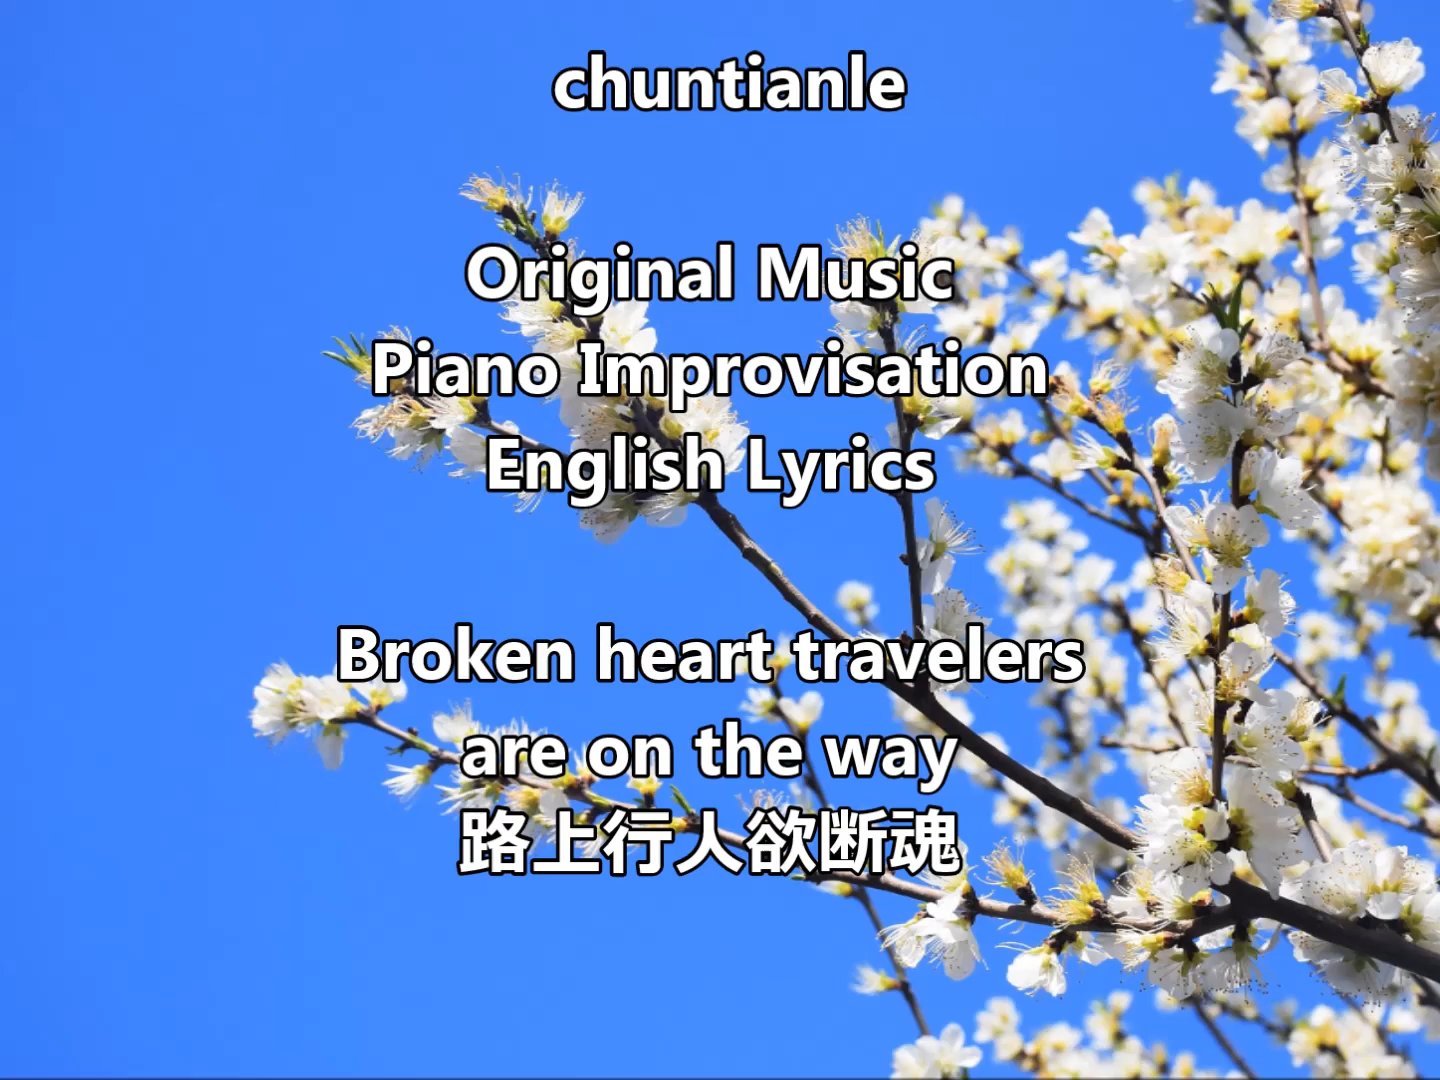 chuntianle
Original Music
Piano Improvisation
English Lyrics
Broken heart travelers
are on the way
路上行人欲断魂